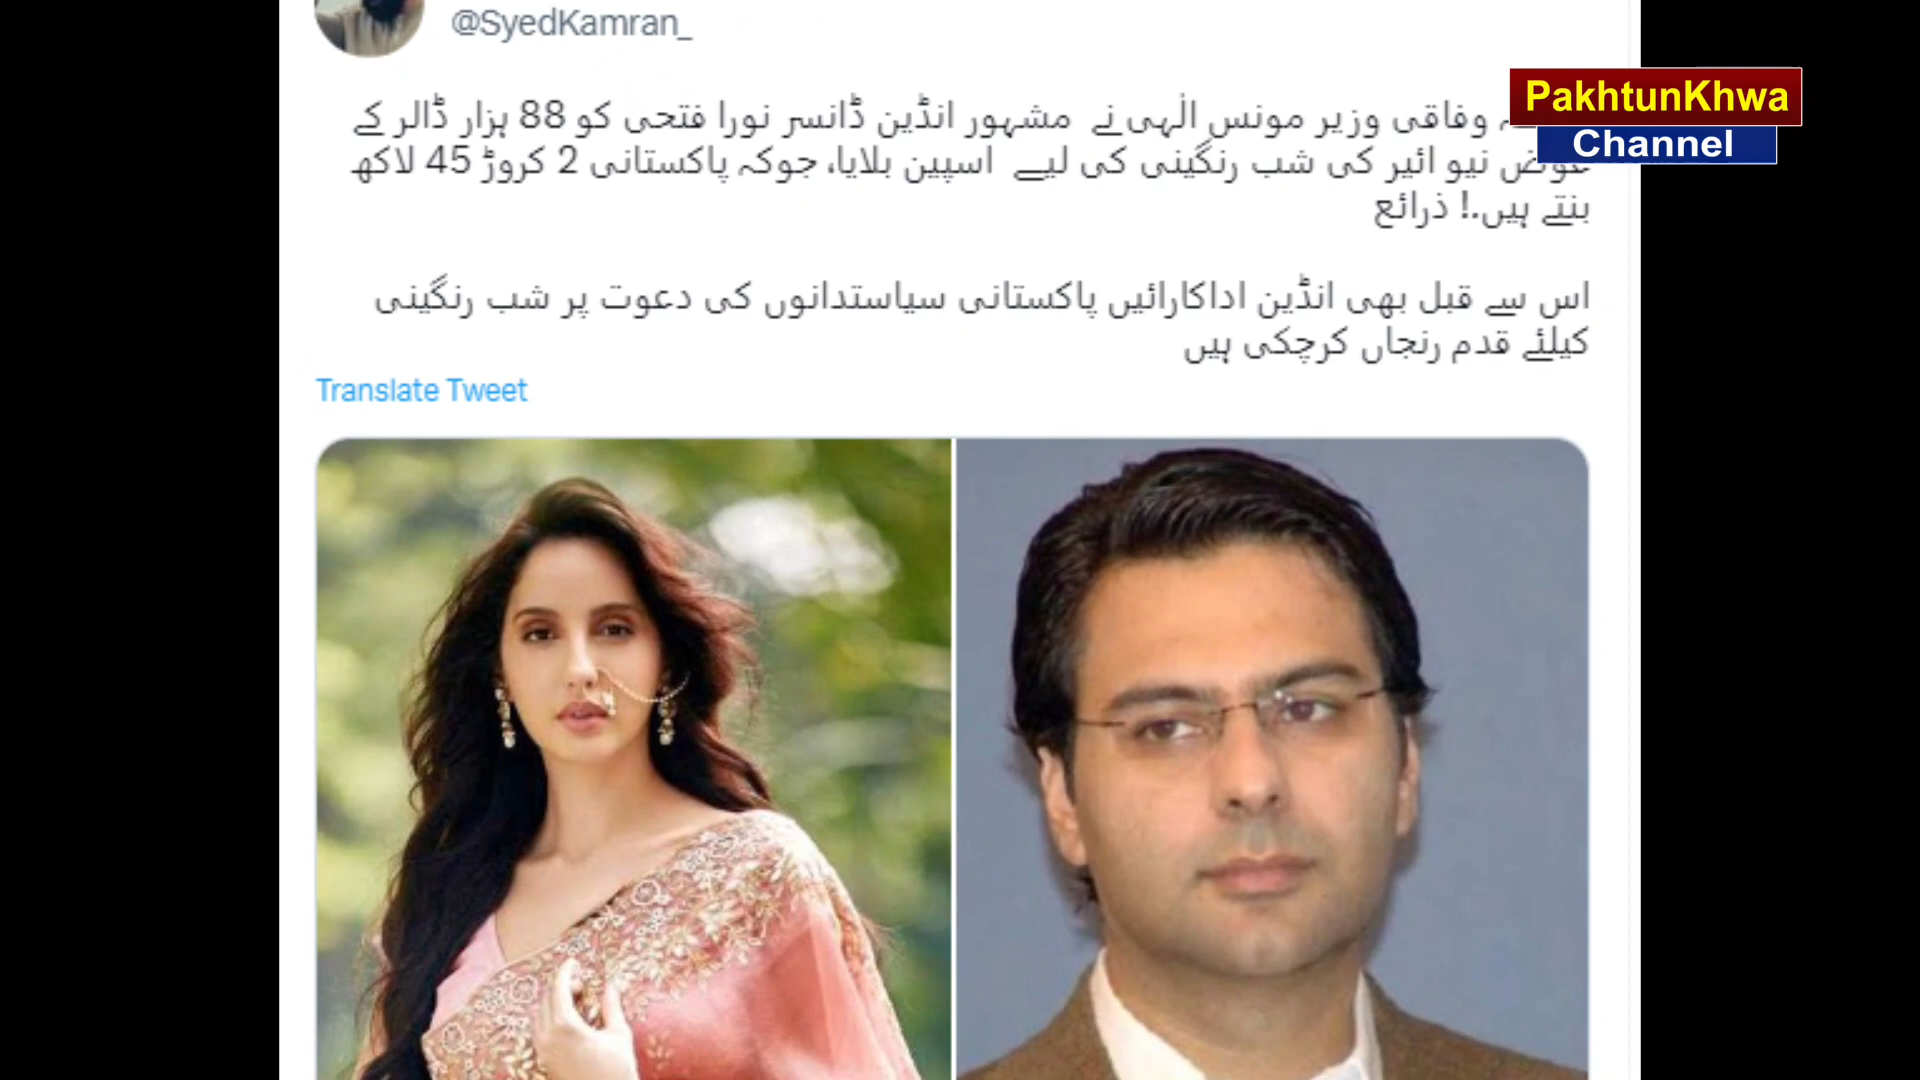 @SyedKamran_
PakhtunKhwa
Channel
وفاقی وزیر مونس الٰہی نے مشہور انڈین ڈانسر نورا فتحی کو 88 ہزار ڈالر کے
نیو ائیر کی شب رنگینی کی لیے اسپین بلایا، جوکہ پاکستانی 2 کروڑ 45 لاکھ
بنتے ہیں.! ذرائع
اس سے قبل بھی انڈین اداکارائیں پاکستانی سیاستدانوں کی دعوت پر شب رنگینی
کیلئے قدم رنجاں کرچکی ہیں
Translate Tweet